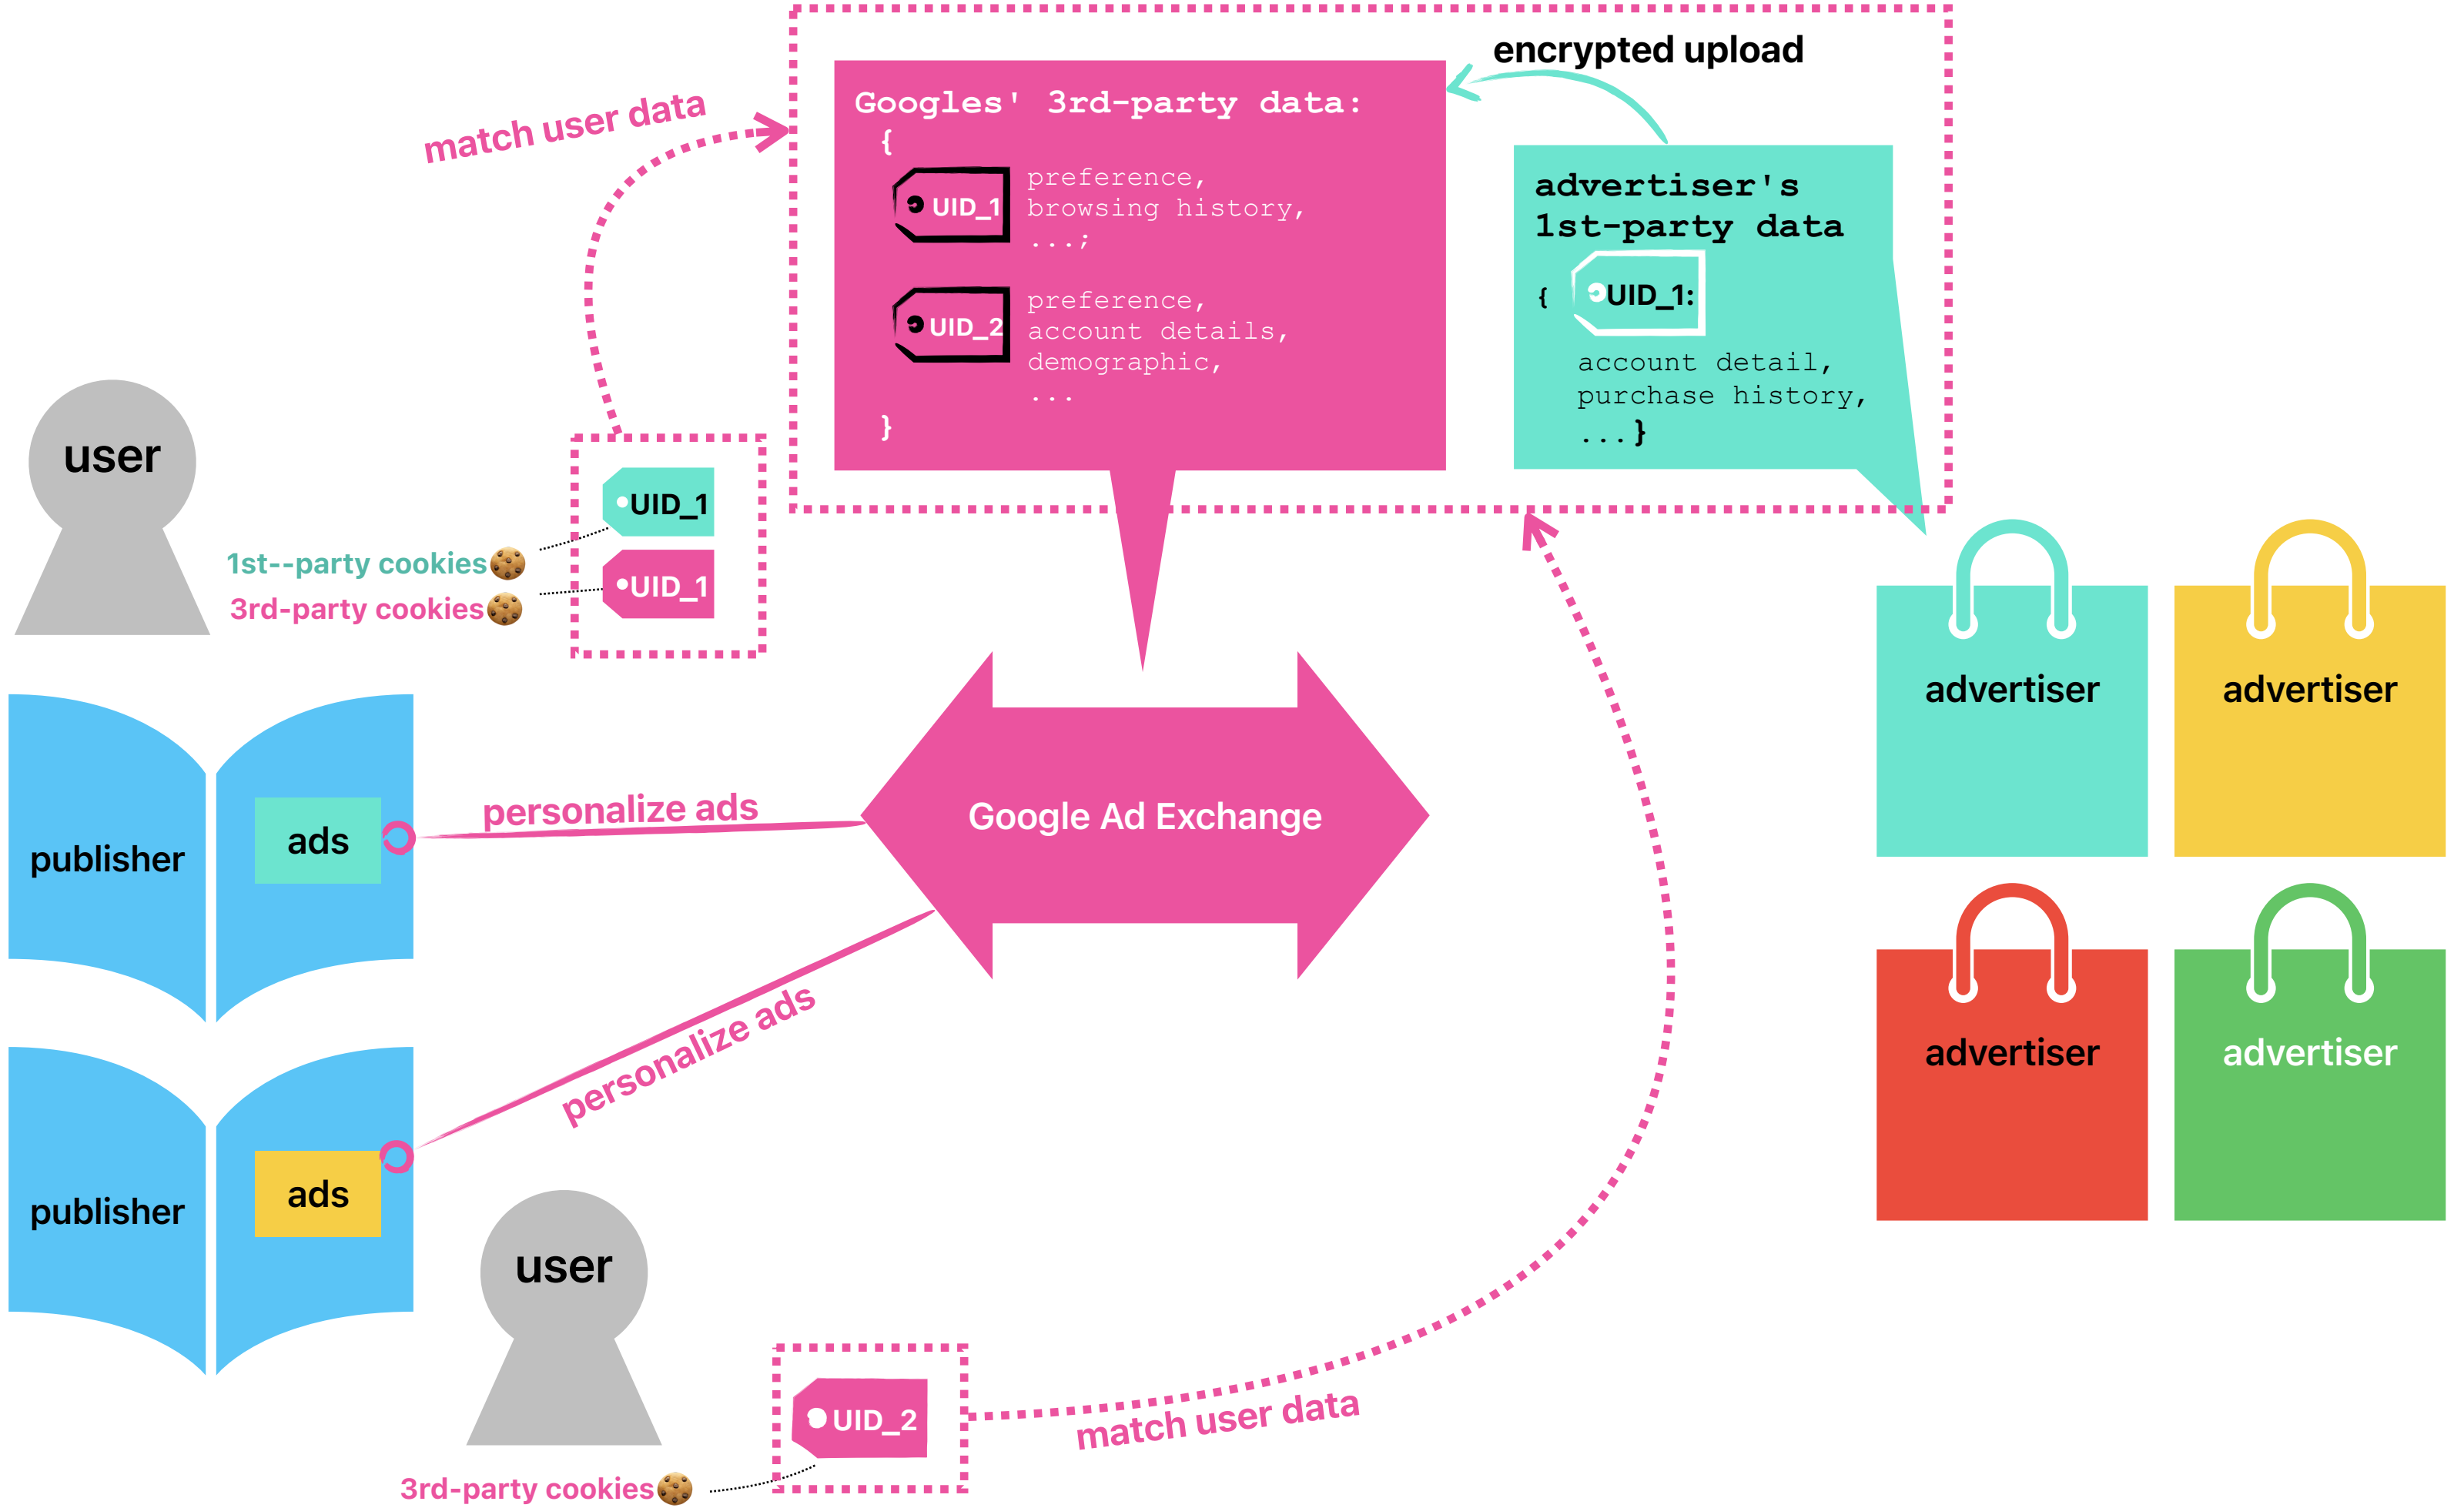 encrypted upload
match user data
Googles' 3rd-party data:
{
UID_1
preference,
browsing history,
...;
UID_2
preference,
account details,
demographic,
...
}
advertiser's
1st-party data
{ UID_1:
account detail,
purchase history,
...}
user
UID_1
1st--party cookies
UID_1
3rd-party cookies
advertiser
advertiser
publisher
ads
personalize ads
Google Ad Exchange
personalize ads
advertiser
advertiser
publisher
ads
user
UID_2
match user data
3rd-party cookies